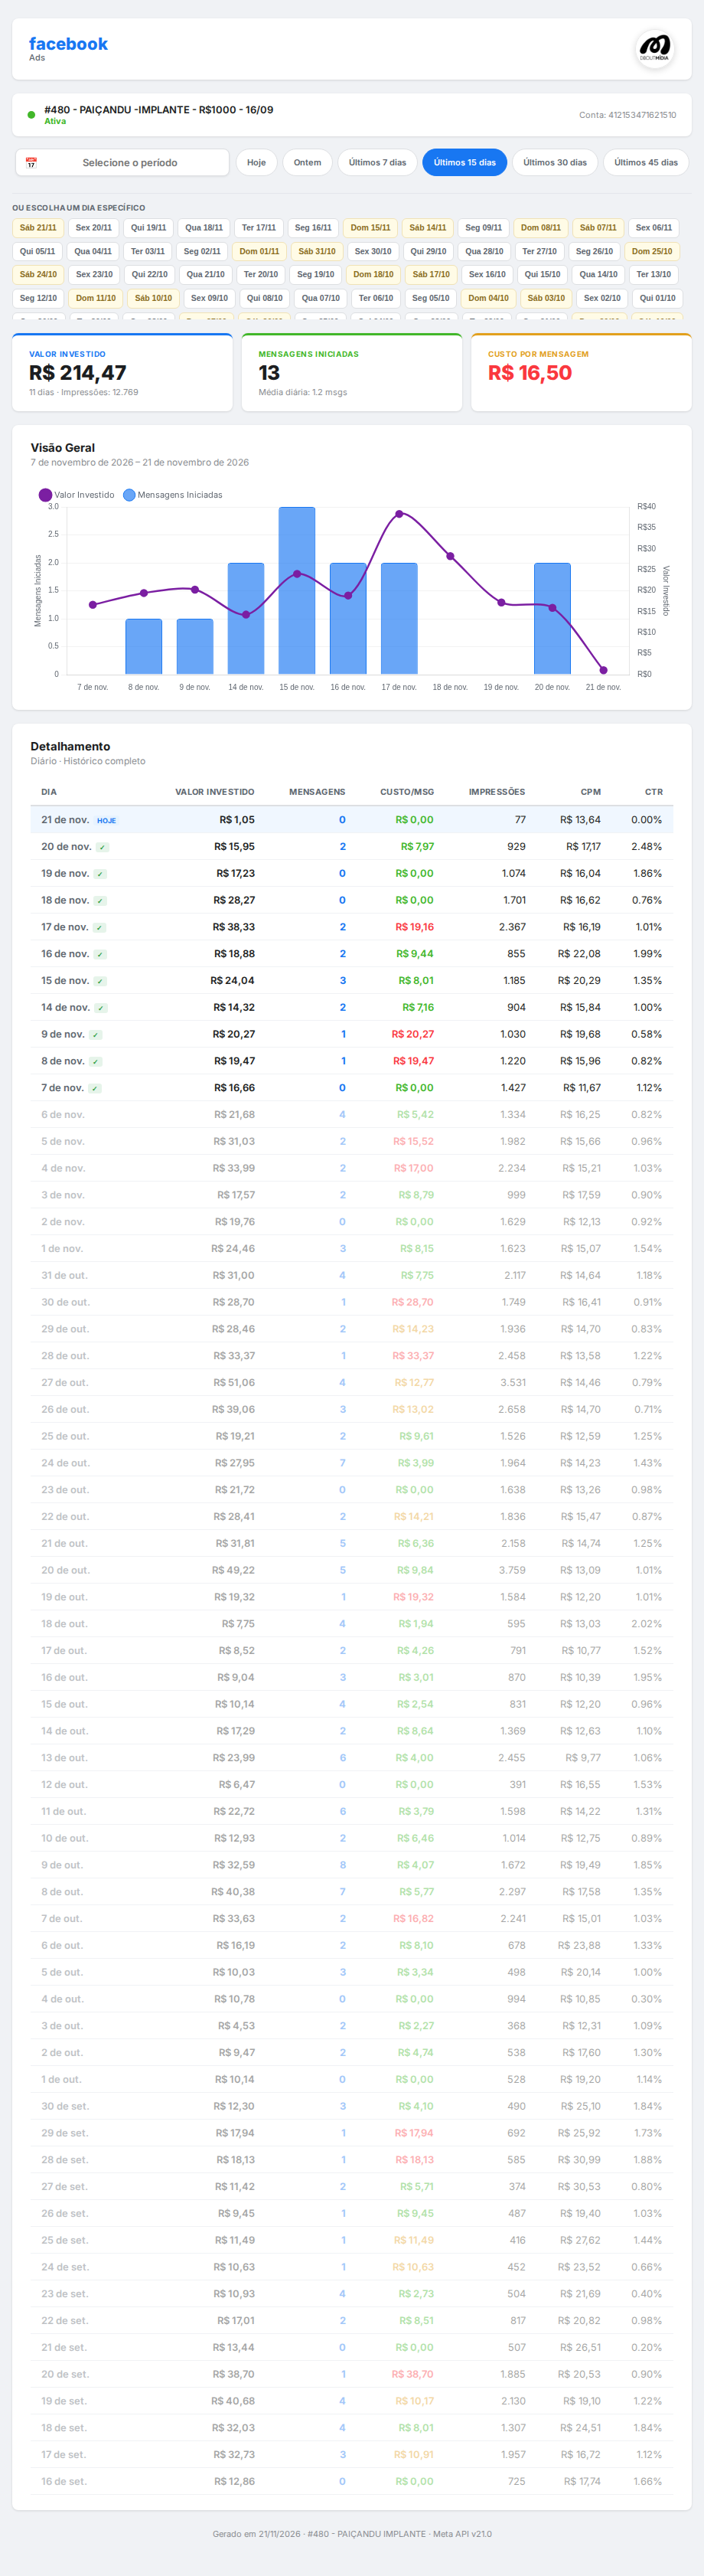 facebook
Ads
DBOUTMÍDIA
#480 - PAIÇANDU -IMPLANTE - R$1000 - 16/09
Ativa
Conta: 412153471621510
Selecione o período
Hoje
Ontem
Últimos 7 dias
Últimos 15 dias
Últimos 30 dias
Últimos 45 dias
OU ESCOLHA UM DIA ESPECÍFICO
Sáb 21/11 Sex 20/11 Qui 19/11 Qua 18/11 Ter 17/11 Seg 16/11 Dom 15/11 Sáb 14/11 Seg 09/11 Dom 08/11 Sáb 07/11 Sex 06/11
Qui 05/11 Qua 04/11 Ter 03/11 Seg 02/11 Dom 01/11 Sáb 31/10 Sex 30/10 Qui 29/10 Qua 28/10 Ter 27/10 Seg 26/10 Dom 25/10
Sáb 24/10 Sex 23/10 Qui 22/10 Qua 21/10 Ter 20/10 Seg 19/10 Dom 18/10 Sáb 17/10 Sex 16/10 Qui 15/10 Qua 14/10 Ter 13/10
Seg 12/10 Dom 11/10 Sáb 10/10 Sex 09/10 Qui 08/10 Qua 07/10 Ter 06/10 Seg 05/10 Dom 04/10 Sáb 03/10 Sex 02/10 Qui 01/10
VALOR INVESTIDO
R$ 214,47
11 dias · Impressões: 12.769
MENSAGENS INICIADAS
13
Média diária: 1.2 msgs
CUSTO POR MENSAGEM
R$ 16,50
Visão Geral
7 de novembro de 2026 – 21 de novembro de 2026
Valor Investido Mensagens Iniciadas
3.0
2.5
2.0
1.5
1.0
0.5
0
Mensagens Iniciadas
R$40
R$35
R$30
R$25
R$20
R$15
R$10
R$5
R$0
Valor Investido
7 de nov. 8 de nov. 9 de nov. 14 de nov. 15 de nov. 16 de nov. 17 de nov. 18 de nov. 19 de nov. 20 de nov. 21 de nov.
Detalhamento
Diário · Histórico completo
DIA VALOR INVESTIDO MENSAGENS CUSTO/MSG IMPRESSÕES CPM CTR
21 de nov. HOJE R$ 1,05 0 R$ 0,00 77 R$ 13,64 0.00%
20 de nov. ✓ R$ 15,95 2 R$ 7,97 929 R$ 17,17 2.48%
19 de nov. ✓ R$ 17,23 0 R$ 0,00 1.074 R$ 16,04 1.86%
18 de nov. ✓ R$ 28,27 0 R$ 0,00 1.701 R$ 16,62 0.76%
17 de nov. ✓ R$ 38,33 2 R$ 19,16 2.367 R$ 16,19 1.01%
16 de nov. ✓ R$ 18,88 2 R$ 9,44 855 R$ 22,08 1.99%
15 de nov. ✓ R$ 24,04 3 R$ 8,01 1.185 R$ 20,29 1.35%
14 de nov. ✓ R$ 14,32 2 R$ 7,16 904 R$ 15,84 1.00%
9 de nov. ✓ R$ 20,27 1 R$ 20,27 1.030 R$ 19,68 0.58%
8 de nov. ✓ R$ 19,47 1 R$ 19,47 1.220 R$ 15,96 0.82%
7 de nov. ✓ R$ 16,66 0 R$ 0,00 1.427 R$ 11,67 1.12%
6 de nov. R$ 21,68 4 R$ 5,42 1.334 R$ 16,25 0.82%
5 de nov. R$ 31,03 2 R$ 15,52 1.982 R$ 15,66 0.96%
4 de nov. R$ 33,99 2 R$ 17,00 2.234 R$ 15,21 1.03%
3 de nov. R$ 17,57 2 R$ 8,79 999 R$ 17,59 0.90%
2 de nov. R$ 19,76 0 R$ 0,00 1.629 R$ 12,13 0.92%
1 de nov. R$ 24,46 3 R$ 8,15 1.623 R$ 15,07 1.54%
31 de out. R$ 31,00 4 R$ 7,75 2.117 R$ 14,64 1.18%
30 de out. R$ 28,70 1 R$ 28,70 1.749 R$ 16,41 0.91%
29 de out. R$ 28,46 2 R$ 14,23 1.936 R$ 14,70 0.83%
28 de out. R$ 33,37 1 R$ 33,37 2.458 R$ 13,58 1.22%
27 de out. R$ 51,06 4 R$ 12,77 3.531 R$ 14,46 0.79%
26 de out. R$ 39,06 3 R$ 13,02 2.658 R$ 14,70 0.71%
25 de out. R$ 19,21 2 R$ 9,61 1.526 R$ 12,59 1.25%
24 de out. R$ 27,95 7 R$ 3,99 1.964 R$ 14,23 1.43%
23 de out. R$ 21,72 0 R$ 0,00 1.638 R$ 13,26 0.98%
22 de out. R$ 28,41 2 R$ 14,21 1.836 R$ 15,47 0.87%
21 de out. R$ 31,81 5 R$ 6,36 2.158 R$ 14,74 1.25%
20 de out. R$ 49,22 5 R$ 9,84 3.759 R$ 13,09 1.01%
19 de out. R$ 19,32 1 R$ 19,32 1.584 R$ 12,20 1.01%
18 de out. R$ 7,75 4 R$ 1,94 595 R$ 13,03 2.02%
17 de out. R$ 8,52 2 R$ 4,26 791 R$ 10,77 1.52%
16 de out. R$ 9,04 3 R$ 3,01 870 R$ 10,39 1.95%
15 de out. R$ 10,14 4 R$ 2,54 831 R$ 12,20 0.96%
14 de out. R$ 17,29 2 R$ 8,64 1.369 R$ 12,63 1.10%
13 de out. R$ 23,99 6 R$ 4,00 2.455 R$ 9,77 1.06%
12 de out. R$ 6,47 0 R$ 0,00 391 R$ 16,55 1.53%
11 de out. R$ 22,72 6 R$ 3,79 1.598 R$ 14,22 1.31%
10 de out. R$ 12,93 2 R$ 6,46 1.014 R$ 12,75 0.89%
9 de out. R$ 32,59 8 R$ 4,07 1.672 R$ 19,49 1.85%
8 de out. R$ 40,38 7 R$ 5,77 2.297 R$ 17,58 1.35%
7 de out. R$ 33,63 2 R$ 16,82 2.241 R$ 15,01 1.03%
6 de out. R$ 16,19 2 R$ 8,10 678 R$ 23,88 1.33%
5 de out. R$ 10,03 3 R$ 3,34 498 R$ 20,14 1.00%
4 de out. R$ 10,78 0 R$ 0,00 994 R$ 10,85 0.30%
3 de out. R$ 4,53 2 R$ 2,27 368 R$ 12,31 1.09%
2 de out. R$ 9,47 2 R$ 4,74 538 R$ 17,60 1.30%
1 de out. R$ 10,14 0 R$ 0,00 528 R$ 19,20 1.14%
30 de set. R$ 12,30 3 R$ 4,10 490 R$ 25,10 1.84%
29 de set. R$ 17,94 1 R$ 17,94 692 R$ 25,92 1.73%
28 de set. R$ 18,13 1 R$ 18,13 585 R$ 30,99 1.88%
27 de set. R$ 11,42 2 R$ 5,71 374 R$ 30,53 0.80%
26 de set. R$ 9,45 1 R$ 9,45 487 R$ 19,40 1.03%
25 de set. R$ 11,49 1 R$ 11,49 416 R$ 27,62 1.44%
24 de set. R$ 10,63 1 R$ 10,63 452 R$ 23,52 0.66%
23 de set. R$ 10,93 4 R$ 2,73 504 R$ 21,69 0.40%
22 de set. R$ 17,01 2 R$ 8,51 817 R$ 20,82 0.98%
21 de set. R$ 13,44 0 R$ 0,00 507 R$ 26,51 0.20%
20 de set. R$ 38,70 1 R$ 38,70 1.885 R$ 20,53 0.90%
19 de set. R$ 40,68 4 R$ 10,17 2.130 R$ 19,10 1.22%
18 de set. R$ 32,03 4 R$ 8,01 1.307 R$ 24,51 1.84%
17 de set. R$ 32,73 3 R$ 10,91 1.957 R$ 16,72 1.12%
16 de set. R$ 12,86 0 R$ 0,00 725 R$ 17,74 1.66%
Gerado em 21/11/2026 · #480 - PAIÇANDU IMPLANTE · Meta API v21.0